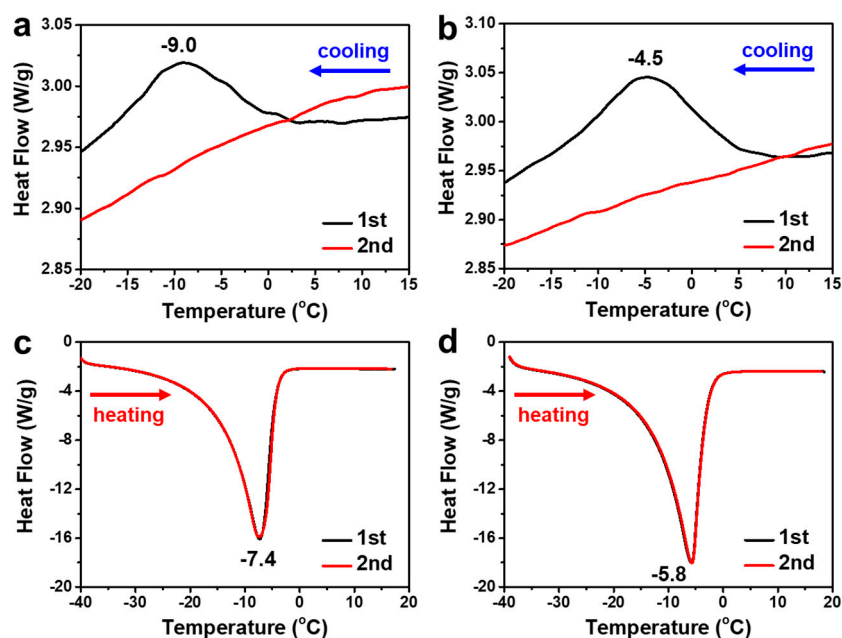 a
3.05
3.00
2.95
2.90
2.85
Heat Flow (W/g)
-9.0
cooling
1st
2nd
-20 -15 -10 -5 0 5 10 15
Temperature (°C)
b
3.10
3.05
3.00
2.95
2.90
2.85
Heat Flow (W/g)
-4.5
cooling
1st
2nd
-20 -15 -10 -5 0 5 10 15
Temperature (°C)
c
0
-4
-8
-12
-16
-20
Heat Flow (W/g)
heating
-7.4
1st
2nd
-40 -30 -20 -10 0 10 20
Temperature (°C)
d
0
-4
-8
-12
-16
-20
Heat Flow (W/g)
heating
-5.8
1st
2nd
-40 -30 -20 -10 0 10 20
Temperature (°C)